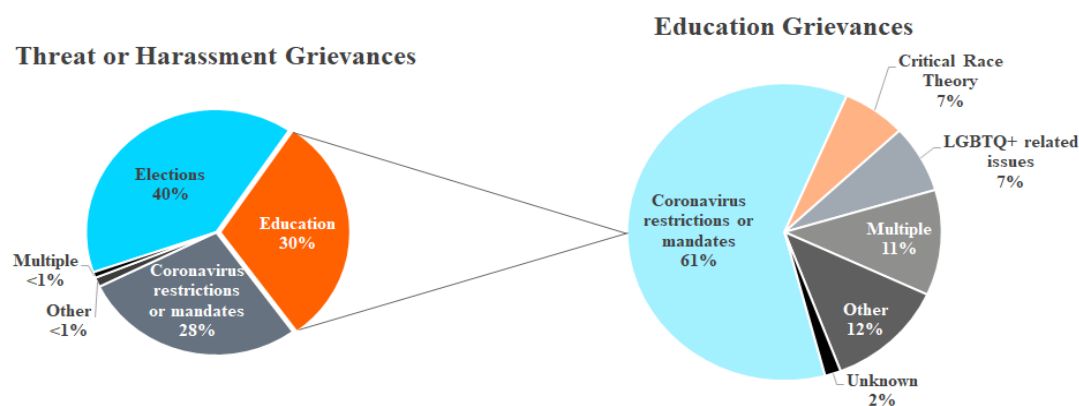 Threat or Harassment Grievances
Elections
40%
Education
30%
Coronavirus
restrictions
or mandates
28%
Multiple
<1%
Other
<1%
Education Grievances
Critical Race
Theory
7%
LGBTQ+ related
issues
7%
Coronavirus
restrictions or
mandates
61%
Multiple
11%
Other
12%
Unknown
2%